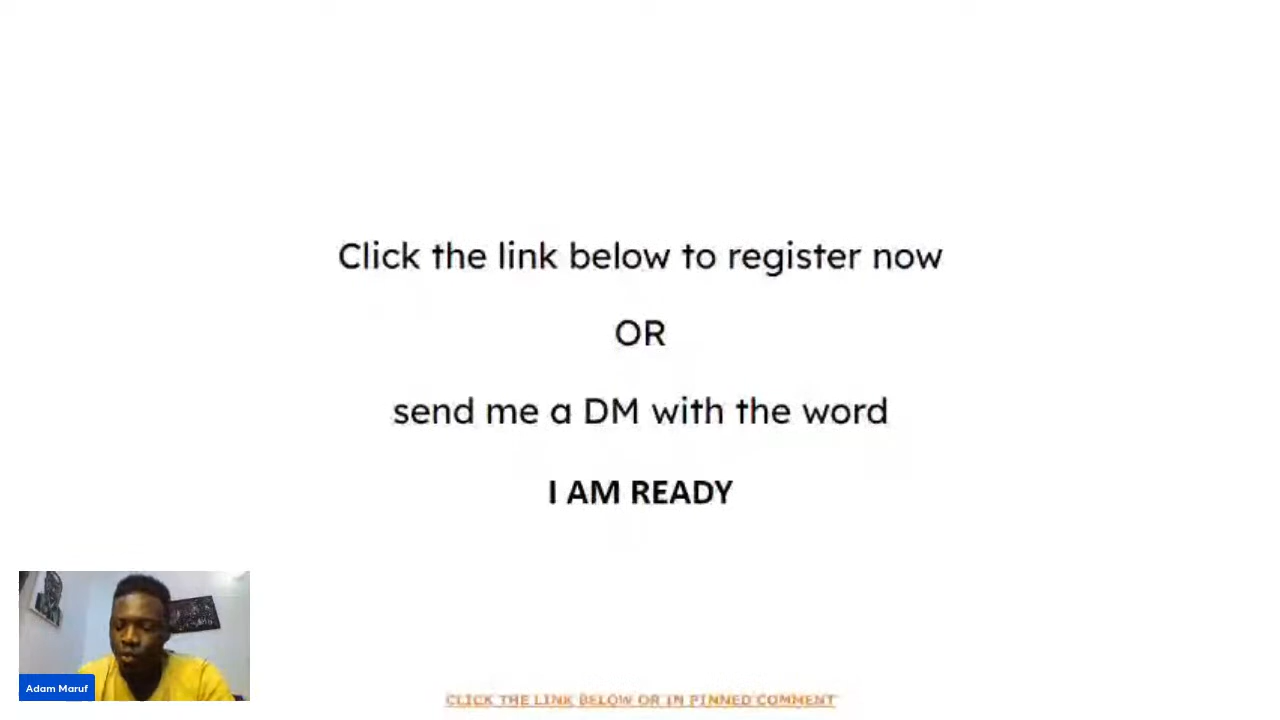 Click the link below to register now
OR
send me a DM with the word
I AM READY
Adam Maruf
CLICK THE LINK BELOW OR IN PINNED COMMENT